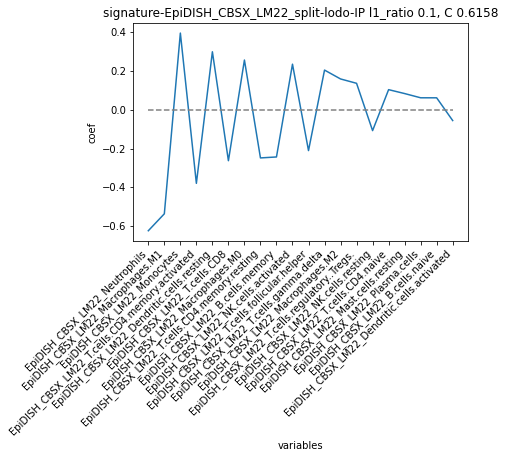 signature-EpiDISH_CBSX_LM22_split-lodo-IP l1_ratio 0.1, C 0.6158
0.4
0.2
0.0
−0.2
−0.4
−0.6
coef
EpiDISH_CBSX_LM22_Neutrophils
EpiDISH_CBSX_LM22_Macrophages.M1
EpiDISH_CBSX_LM22_Monocytes
EpiDISH_CBSX_LM22_T.cells.CD4.memory.activated
EpiDISH_CBSX_LM22_Dendritic.cells.resting
EpiDISH_CBSX_LM22_T.cells.CD8
EpiDISH_CBSX_LM22_Macrophages.M0
EpiDISH_CBSX_LM22_T.cells.CD4.memory.resting
EpiDISH_CBSX_LM22_B.cells.memory
EpiDISH_CBSX_LM22_NK.cells.activated
EpiDISH_CBSX_LM22_T.cells.follicular.helper
EpiDISH_CBSX_LM22_T.cells.gamma.delta
EpiDISH_CBSX_LM22_Macrophages.M2
EpiDISH_CBSX_LM22_T.cells.regulatory..Tregs.
EpiDISH_CBSX_LM22_NK.cells.resting
EpiDISH_CBSX_LM22_T.cells.CD4.naive
EpiDISH_CBSX_LM22_Mast.cells.resting
EpiDISH_CBSX_LM22_Plasma.cells
EpiDISH_CBSX_LM22_B.cells.naive
EpiDISH_CBSX_LM22_Dendritic.cells.activated
variables